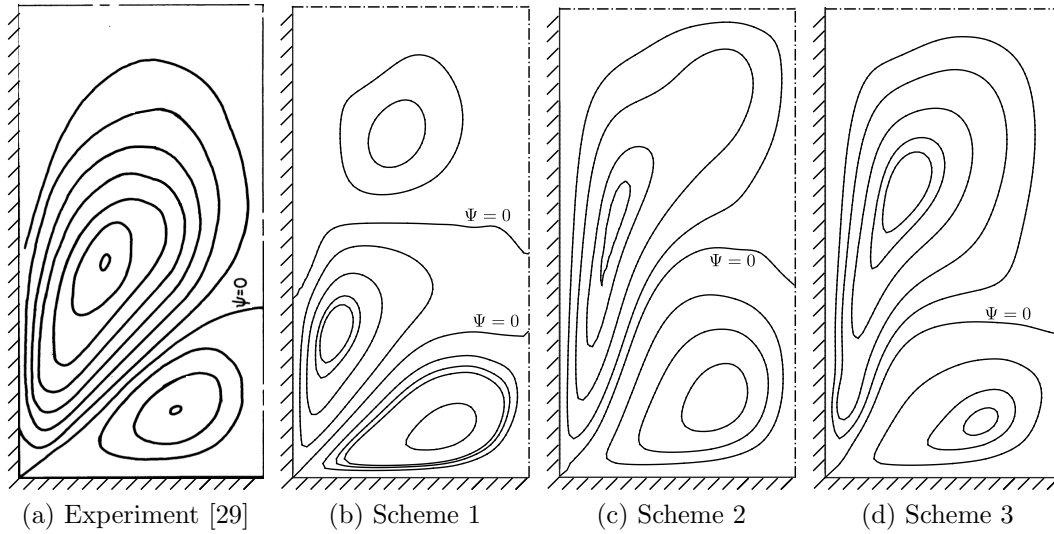 ψ=0
Ψ = 0
Ψ = 0
Ψ = 0
Ψ = 0
(a) Experiment [29]
(b) Scheme 1
(c) Scheme 2
(d) Scheme 3